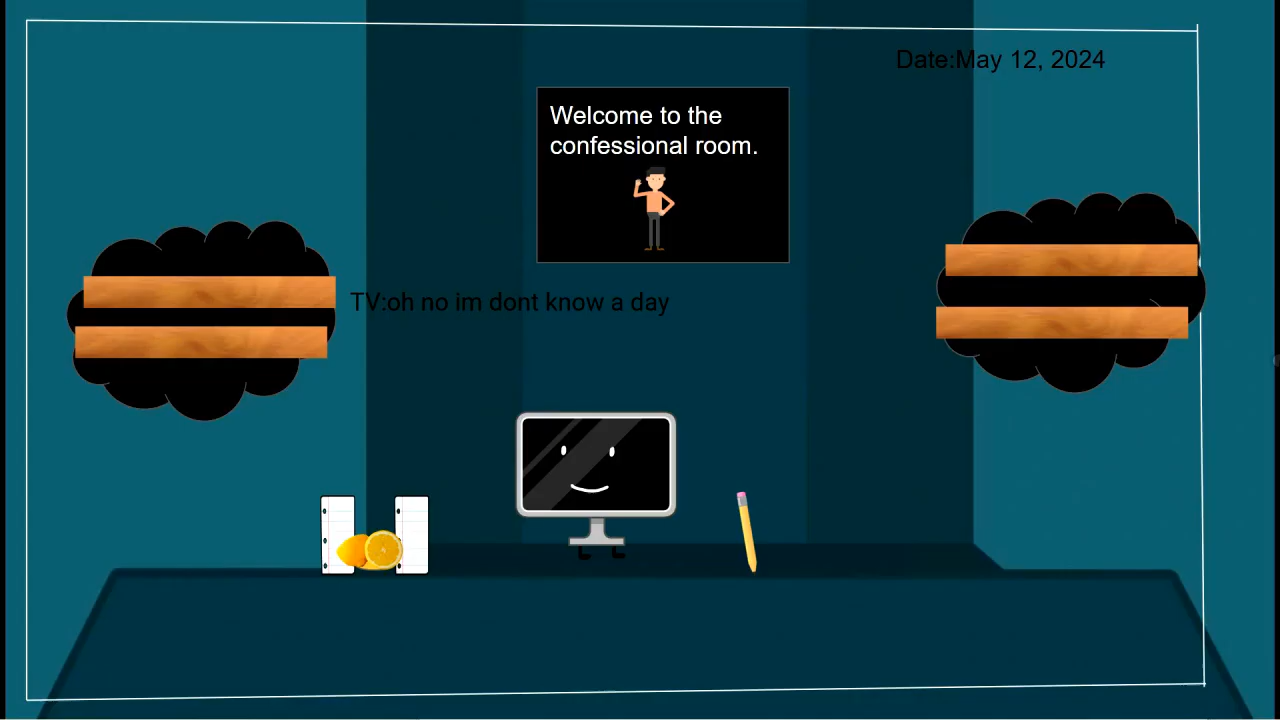 Date:May 12, 2024
Welcome to the
confessional room.
TV:oh no im dont know a day